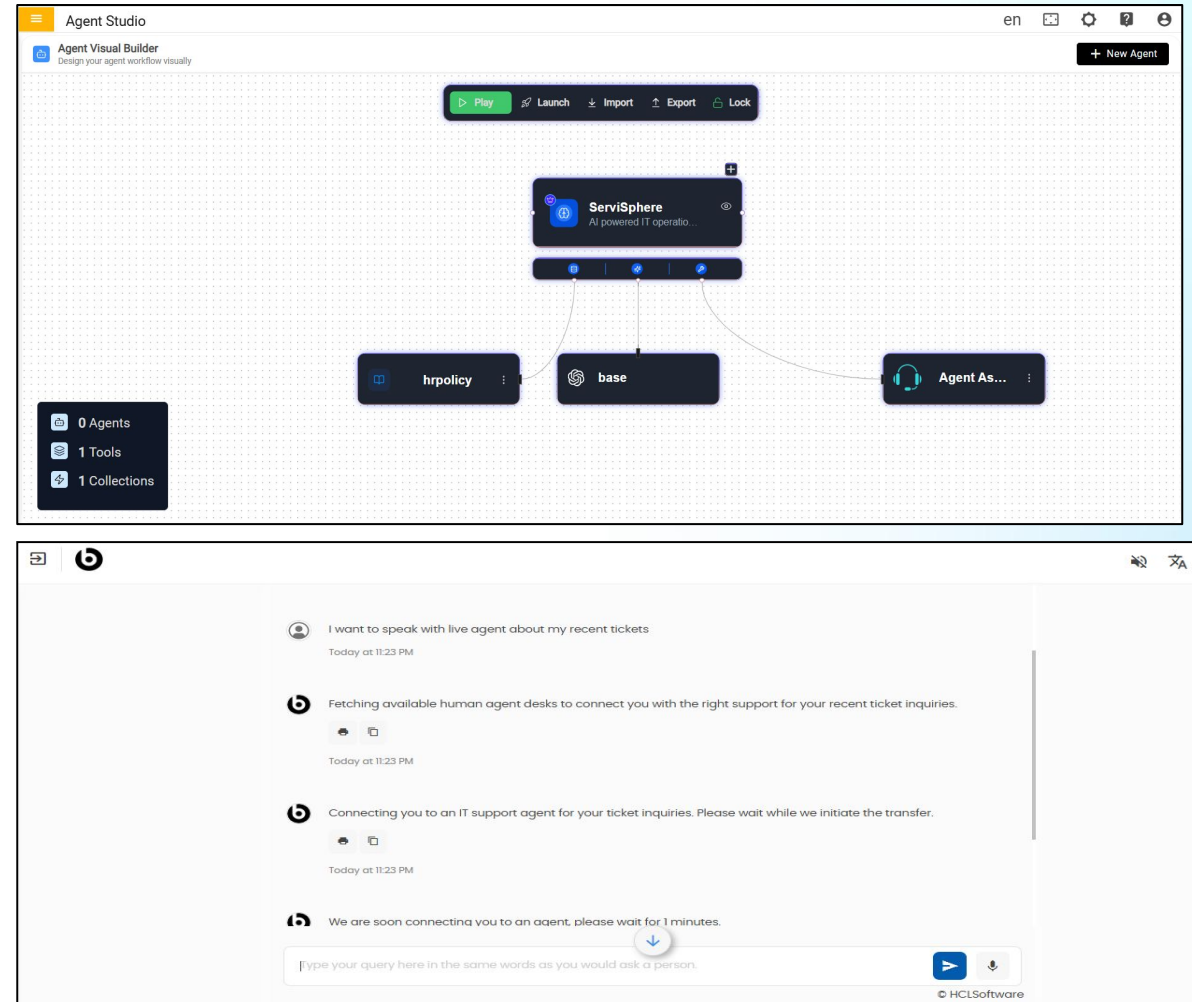 Agent Studio
en
Agent Visual Builder
Design your agent workflow visually
+ New Agent
Play
Launch
Import
Export
Lock
ServiSphere
AI powered IT operatio...
hrpolicy
base
Agent As...
0 Agents
1 Tools
1 Collections
I want to speak with live agent about my recent tickets
Today at 11:23 PM
Fetching available human agent desks to connect you with the right support for your recent ticket inquiries.
Today at 11:23 PM
Connecting you to an IT support agent for your ticket inquiries. Please wait while we initiate the transfer.
Today at 11:23 PM
We are soon connecting you to an agent, please wait for 1 minutes.
Type your query here in the same words as you would ask a person.
© HCLSoftware